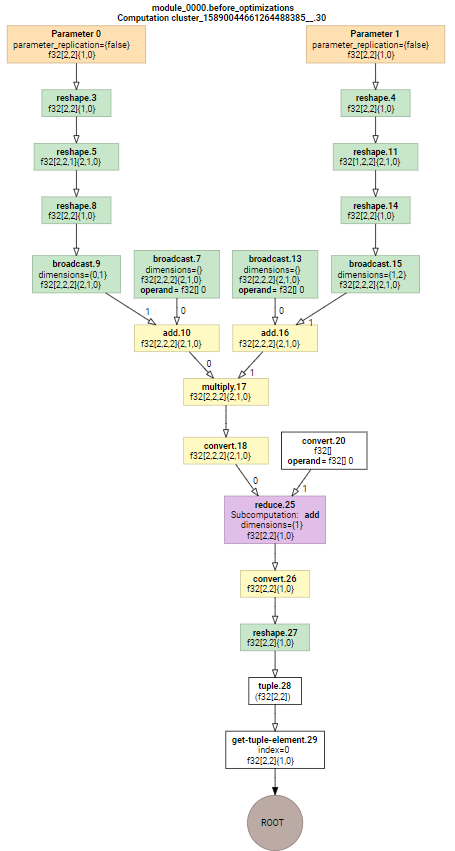 module_0000.before_optimizations
Computation cluster_15890044661264488385__.30
Parameter 0
parameter_replication={false}
f32[2,2]{1,0}
Parameter 1
parameter_replication={false}
f32[2,2]{1,0}
reshape.3
f32[2,2]{1,0}
reshape.4
f32[2,2]{1,0}
reshape.5
f32[2,2,1]{2,1,0}
reshape.11
f32[1,2,2]{2,1,0}
reshape.8
f32[2,2]{1,0}
reshape.14
f32[2,2]{1,0}
broadcast.9
dimensions={0,1}
f32[2,2,2]{2,1,0}
broadcast.7
dimensions={}
f32[2,2,2]{2,1,0}
operand = f32[] 0
broadcast.13
dimensions={}
f32[2,2,2]{2,1,0}
operand = f32[] 0
broadcast.15
dimensions={1,2}
f32[2,2,2]{2,1,0}
1
0
0
1
add.10
f32[2,2,2]{2,1,0}
add.16
f32[2,2,2]{2,1,0}
0
1
multiply.17
f32[2,2,2]{2,1,0}
convert.18
f32[2,2,2]{2,1,0}
convert.20
f32[]
operand = f32[] 0
0
1
reduce.25
Subcomputation: add
dimensions={1}
f32[2,2]{1,0}
convert.26
f32[2,2]{1,0}
reshape.27
f32[2,2]{1,0}
tuple.28
(f32[2,2])
get-tuple-element.29
index=0
f32[2,2]{1,0}
ROOT